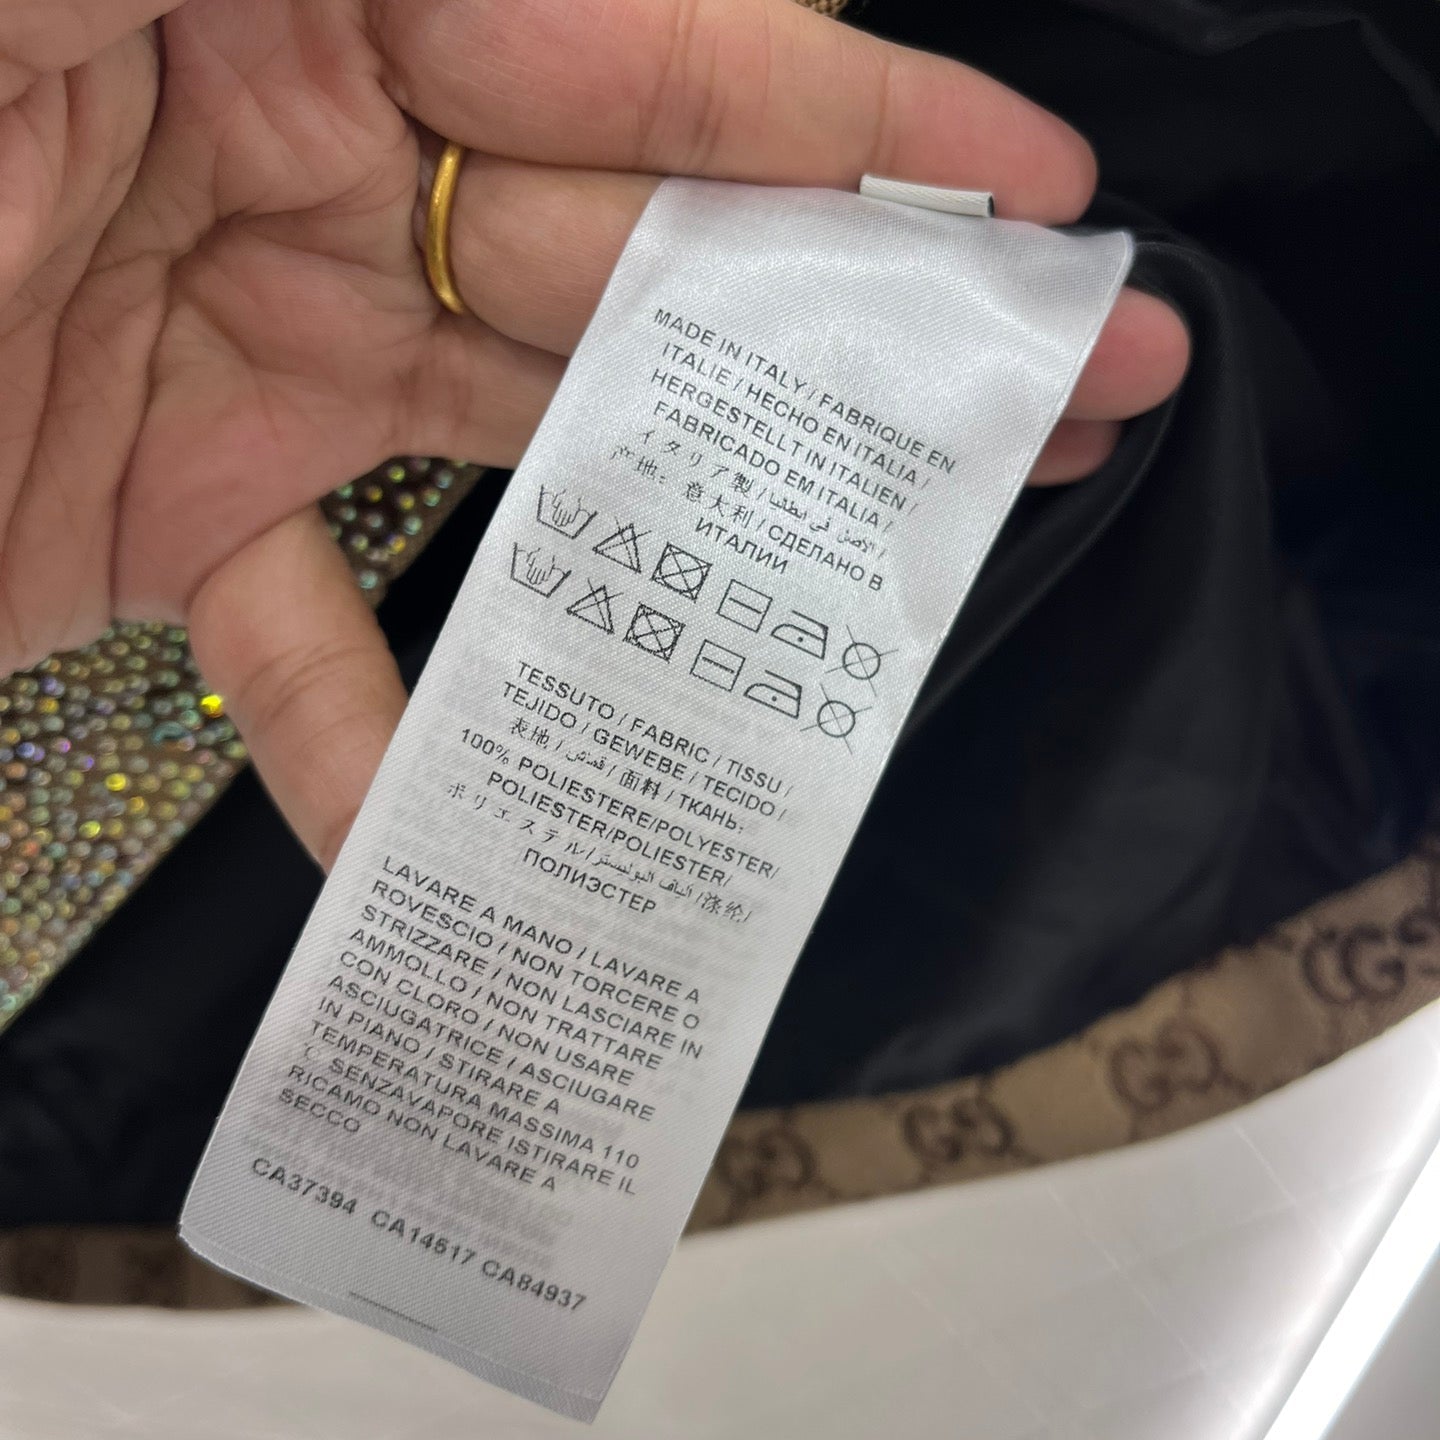 MADE IN ITALY / FABRIQUE EN
ITALIE / HECHO EN ITALIA /
HERGESTELLT IN ITALIEN /
FABRICADO EM ITALIA /
イタリア製 / الأصل في إيطاليا /
产地: 意大利 / СДЕЛАНО В
ИТАЛИИ
TESSUTO / FABRIC / TISSU /
TEJIDO / GEWEBE / TECIDO /
表地 / قماش / 面料 / ТКАНЬ:
100% POLIESTERE/POLYESTER/
POLIESTER/POLIESTER/
ポリエステル/ألياف البوليستر/涤纶/
ПОЛИЭСТЕР
LAVARE A MANO / LAVARE A
ROVESCIO / NON TORCERE O
STRIZZARE / NON LASCIARE IN
AMMOLLO / NON TRATTARE
CON CLORO / NON USARE
ASCIUGATRICE / ASCIUGARE
IN PIANO / STIRARE A
TEMPERATURA MASSIMA 110
°C SENZAVAPORE ISTIRARE IL
RICAMO NON LAVARE A
SECCO
CA37394 CA14517 CA84937